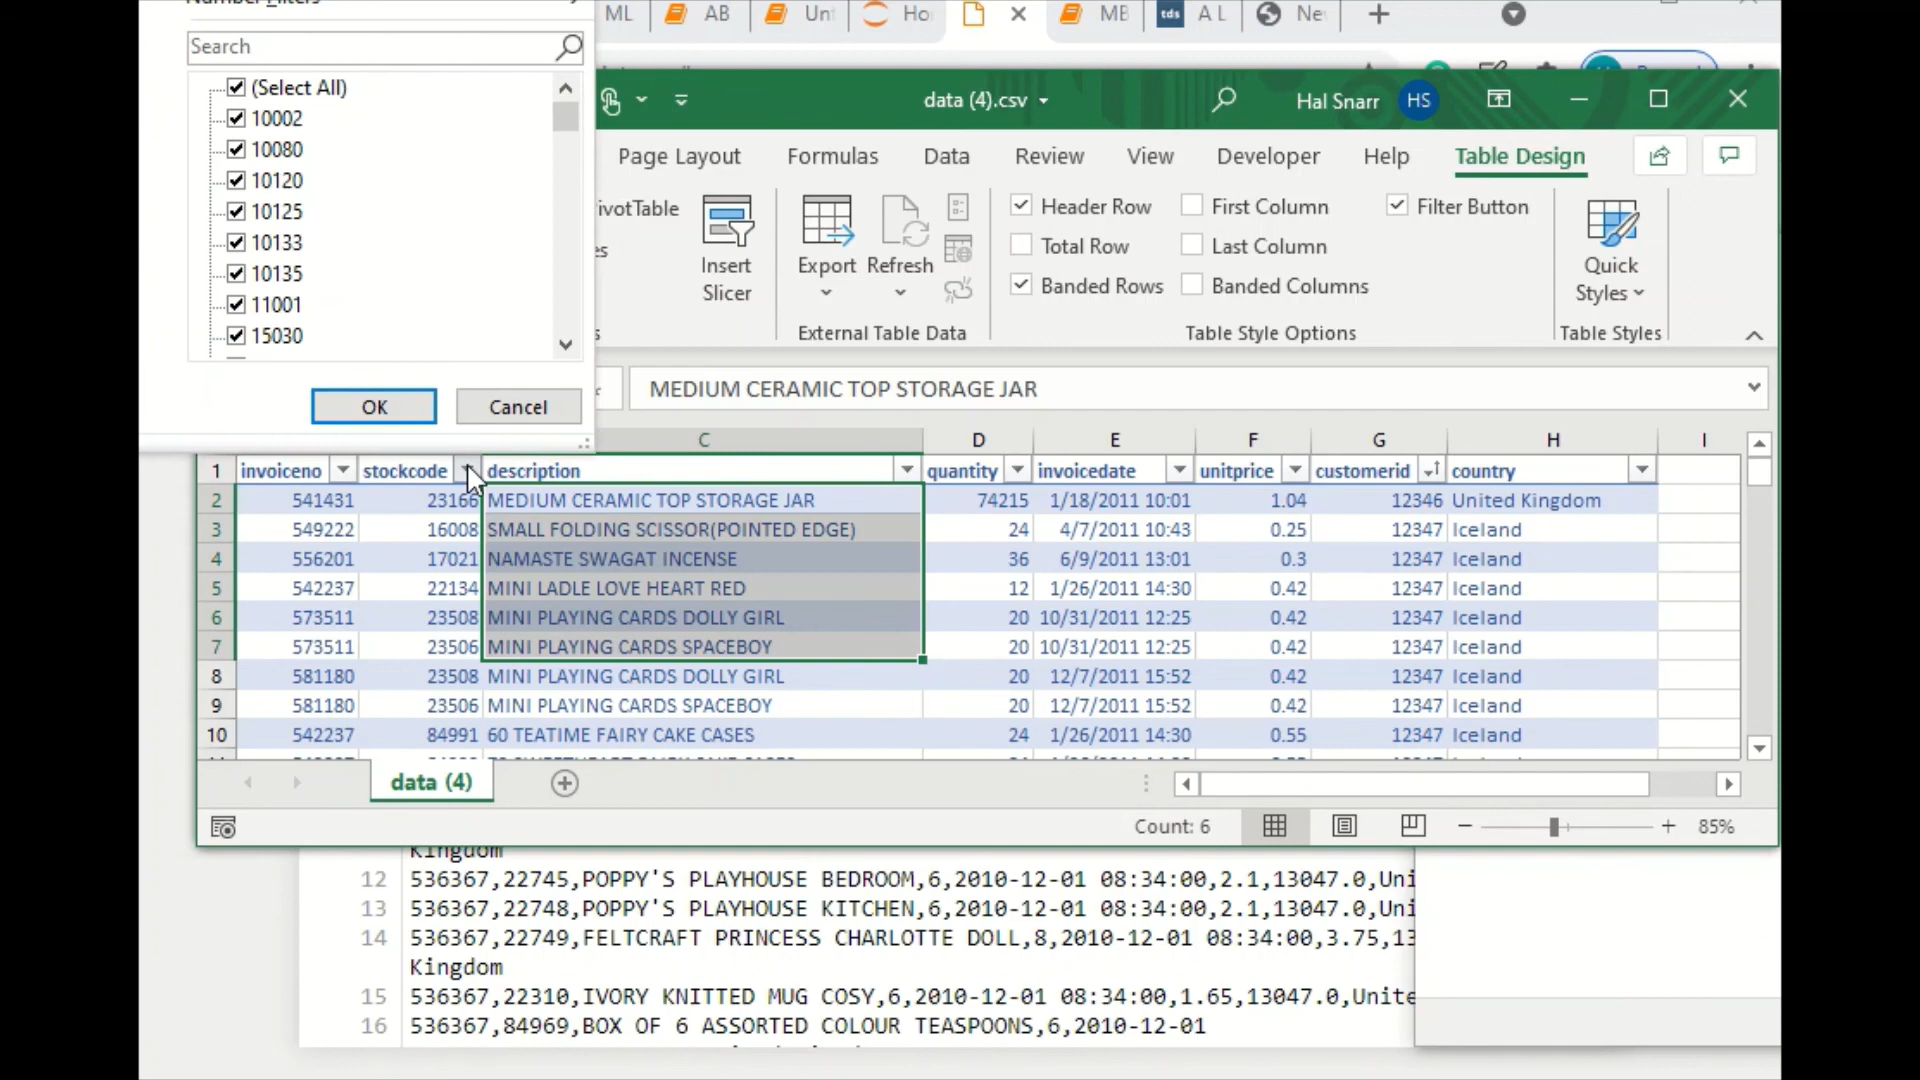 Number Filters
ML
AB
Unt
Hor
MB
tds
A L
Ne
Search
(Select All)
10002
10080
10120
10125
10133
10135
11001
15030
OK
Cancel
data (4).csv
Hal Snarr
HS
Page Layout
Formulas
Data
Review
View
Developer
Help
Table Design
ivotTable
es
Insert Slicer
Export
Refresh
External Table Data
Header Row
Total Row
Banded Rows
First Column
Last Column
Banded Columns
Filter Button
Table Style Options
Quick Styles
Table Styles
MEDIUM CERAMIC TOP STORAGE JAR
C D E F G H I
1 invoiceno stockcode description quantity invoicedate unitprice customerid country
2 541431 23166 MEDIUM CERAMIC TOP STORAGE JAR 74215 1/18/2011 10:01 1.04 12346 United Kingdom
3 549222 16008 SMALL FOLDING SCISSOR(POINTED EDGE) 24 4/7/2011 10:43 0.25 12347 Iceland
4 556201 17021 NAMASTE SWAGAT INCENSE 36 6/9/2011 13:01 0.3 12347 Iceland
5 542237 22134 MINI LADLE LOVE HEART RED 12 1/26/2011 14:30 0.42 12347 Iceland
6 573511 23508 MINI PLAYING CARDS DOLLY GIRL 20 10/31/2011 12:25 0.42 12347 Iceland
7 573511 23506 MINI PLAYING CARDS SPACEBOY 20 10/31/2011 12:25 0.42 12347 Iceland
8 581180 23508 MINI PLAYING CARDS DOLLY GIRL 20 12/7/2011 15:52 0.42 12347 Iceland
9 581180 23506 MINI PLAYING CARDS SPACEBOY 20 12/7/2011 15:52 0.42 12347 Iceland
10 542237 84991 60 TEATIME FAIRY CAKE CASES 24 1/26/2011 14:30 0.55 12347 Iceland
data (4)
Count: 6
85%
Kingdom
12 536367,22745,POPPY'S PLAYHOUSE BEDROOM,6,2010-12-01 08:34:00,2.1,13047.0,Uni
13 536367,22748,POPPY'S PLAYHOUSE KITCHEN,6,2010-12-01 08:34:00,2.1,13047.0,Uni
14 536367,22749,FELTCRAFT PRINCESS CHARLOTTE DOLL,8,2010-12-01 08:34:00,3.75,13
Kingdom
15 536367,22310,IVORY KNITTED MUG COSY,6,2010-12-01 08:34:00,1.65,13047.0,Unite
16 536367,84969,BOX OF 6 ASSORTED COLOUR TEASPOONS,6,2010-12-01